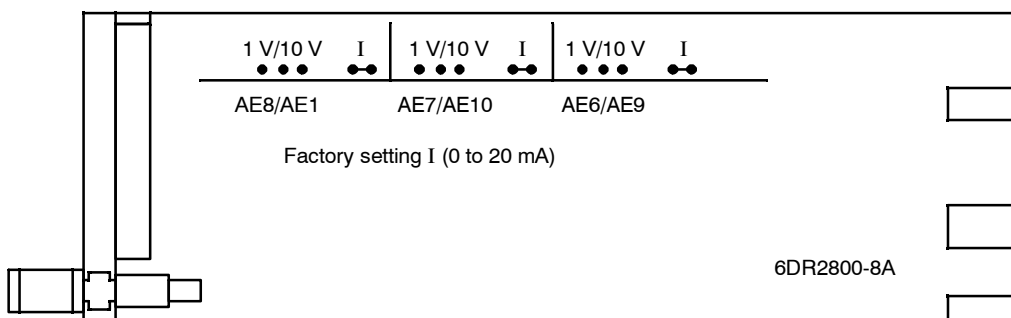 1 V/10 V I 1 V/10 V I 1 V/10 V I
AE8/AE1 AE7/AE10 AE6/AE9
Factory setting I (0 to 20 mA)
6DR2800-8A